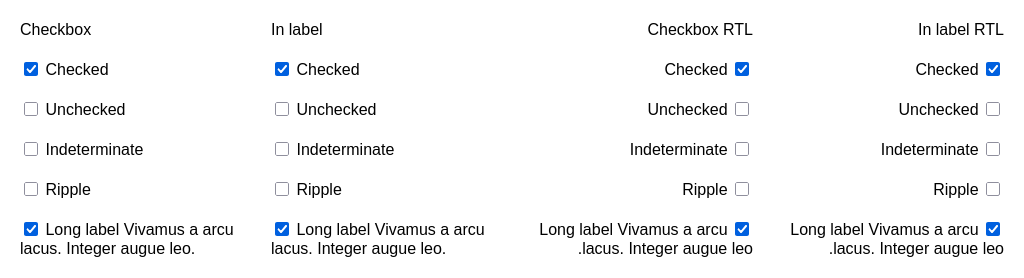 Checkbox
Checked
Unchecked
Indeterminate
Ripple
Long label Vivamus a arcu
lacus. Integer augue leo.
In label
Checked
Unchecked
Indeterminate
Ripple
Long label Vivamus a arcu
lacus. Integer augue leo.
Checkbox RTL
Checked
Unchecked
Indeterminate
Ripple
Long label Vivamus a arcu
.lacus. Integer augue leo
In label RTL
Checked
Unchecked
Indeterminate
Ripple
Long label Vivamus a arcu
.lacus. Integer augue leo